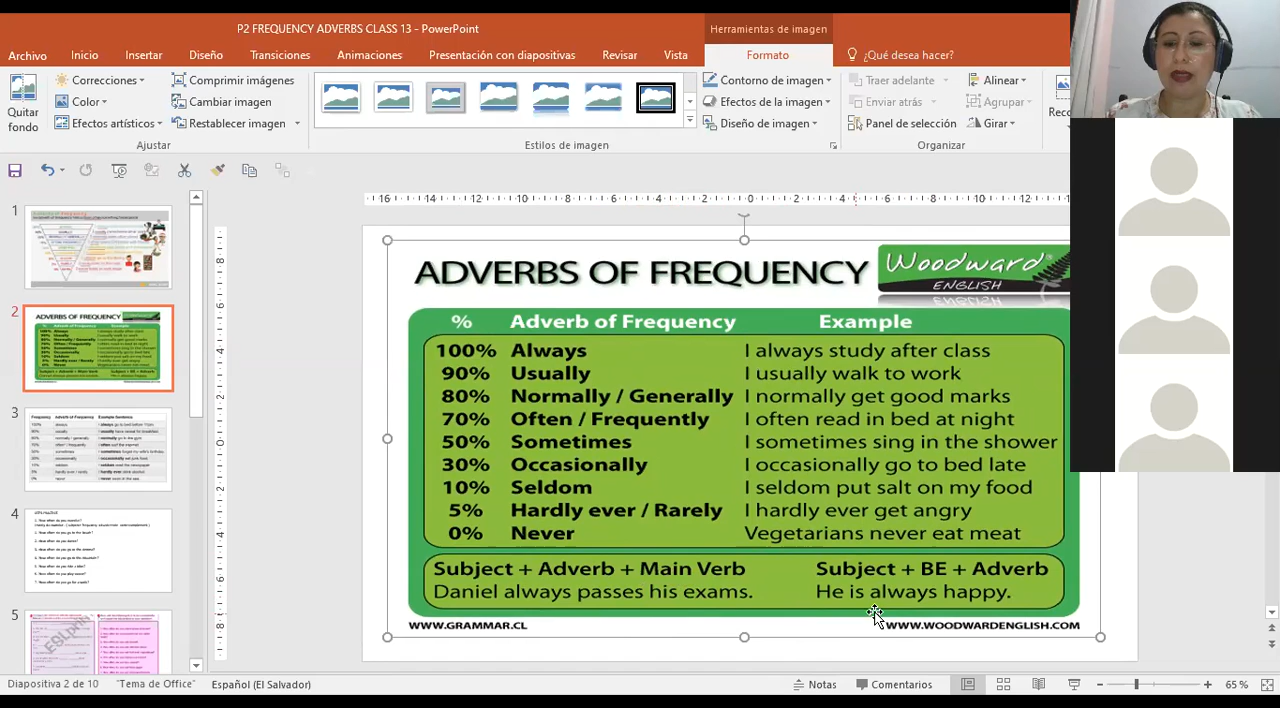 P2 FREQUENCY ADVERBS CLASS 13 - PowerPoint
Herramientas de imagen
Archivo Inicio Insertar Diseño Transiciones Animaciones Presentación con diapositivas Revisar Vista Formato ¿Qué desea hacer?
Quitar fondo
Correcciones
Color
Efectos artísticos
Comprimir imágenes
Cambiar imagen
Restablecer imagen
Ajustar
Estilos de imagen
Contorno de imagen
Efectos de la imagen
Diseño de imagen
Traer adelante
Enviar atrás
Panel de selección
Alinear
Agrupar
Girar
Organizar
1
2
3
4
5
ADVERBS OF FREQUENCY
Woodward®
ENGLISH
% Adverb of Frequency Example
100% Always I always study after class
90% Usually I usually walk to work
80% Normally / Generally I normally get good marks
70% Often / Frequently I often read in bed at night
50% Sometimes I sometimes sing in the shower
30% Occasionally I occasionally go to bed late
10% Seldom I seldom put salt on my food
5% Hardly ever / Rarely I hardly ever get angry
0% Never Vegetarians never eat meat
Subject + Adverb + Main Verb Subject + BE + Adverb
Daniel always passes his exams. He is always happy.
WWW.GRAMMAR.CL WWW.WOODWARDENGLISH.COM
Diapositiva 2 de 10 "Tema de Office" Español (El Salvador) Notas Comentarios 65 %